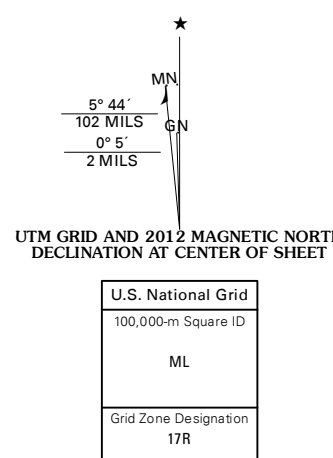 ★
MN
5° 44´
102 MILS
GN
0° 5´
2 MILS
UTM GRID AND 2012 MAGNETIC NORTH
DECLINATION AT CENTER OF SHEET
U.S. National Grid
100,000-m Square ID
ML
Grid Zone Designation
17R